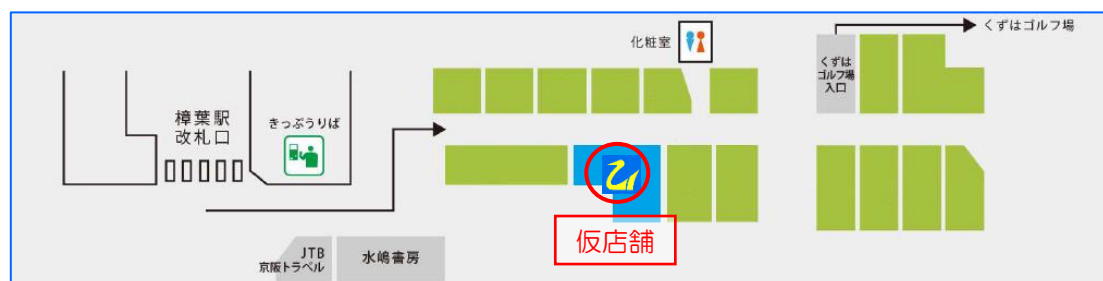 化粧室
くずはゴルフ場
くずは
ゴルフ場
入口
樟葉駅
改札口
きっぷうりば
仮店舗
JTB
京阪トラベル
水嶋書房